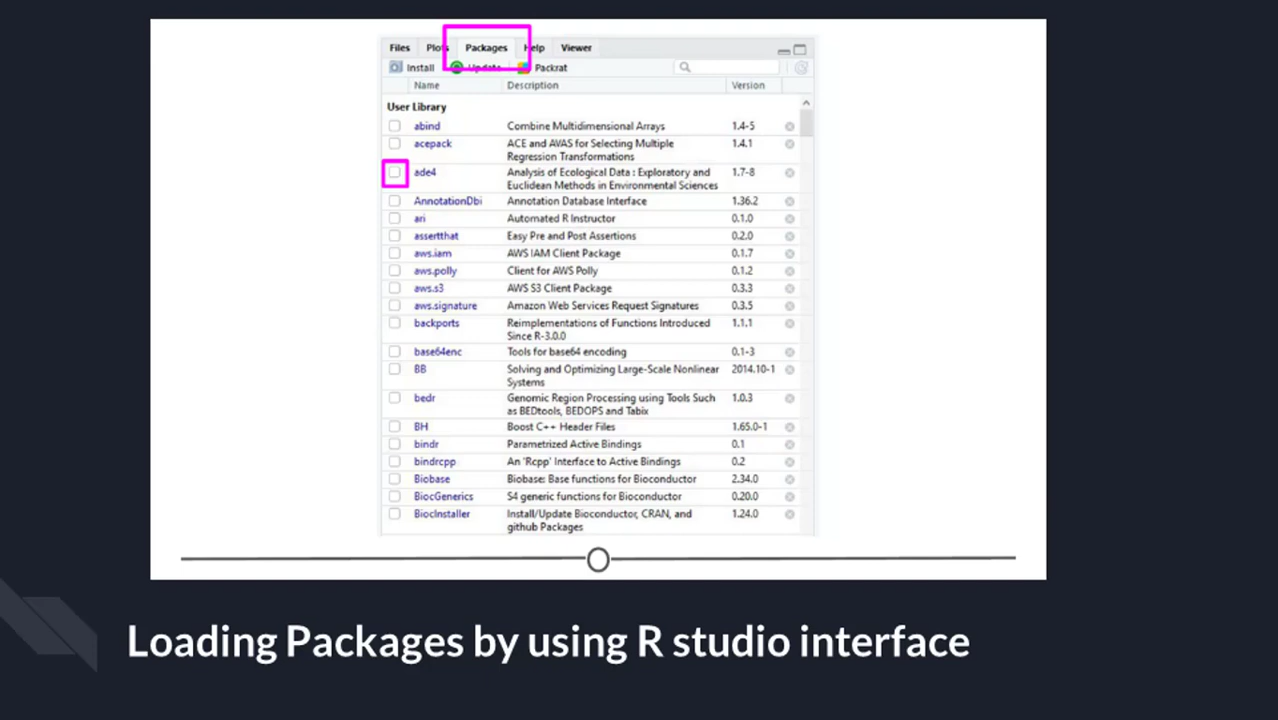 Files Plots Packages Help Viewer
Install Update Packrat
Name Description Version
User Library
abind Combine Multidimensional Arrays 1.4-5
acepack ACE and AVAS for Selecting Multiple 1.4.1
Regression Transformations
ade4 Analysis of Ecological Data : Exploratory and 1.7-8
Euclidean Methods in Environmental Sciences
AnnotationDbi Annotation Database Interface 1.36.2
ari Automated R Instructor 0.1.0
assertthat Easy Pre and Post Assertions 0.2.0
aws.iam AWS IAM Client Package 0.1.7
aws.polly Client for AWS Polly 0.1.2
aws.s3 AWS S3 Client Package 0.3.3
aws.signature Amazon Web Services Request Signatures 0.3.5
backports Reimplementations of Functions Introduced 1.1.1
Since R-3.0.0
base64enc Tools for base64 encoding 0.1-3
BB Solving and Optimizing Large-Scale Nonlinear 2014.10-1
Systems
bedr Genomic Region Processing using Tools Such 1.0.3
as BEDtools, BEDOPS and Tabix
BH Boost C++ Header Files 1.65.0-1
bindr Parametrized Active Bindings 0.1
bindrcpp An 'Rcpp' Interface to Active Bindings 0.2
Biobase Biobase: Base functions for Bioconductor 2.34.0
BiocGenerics S4 generic functions for Bioconductor 0.20.0
BiocInstaller Install/Update Bioconductor, CRAN, and 1.24.0
github Packages
Loading Packages by using R studio interface